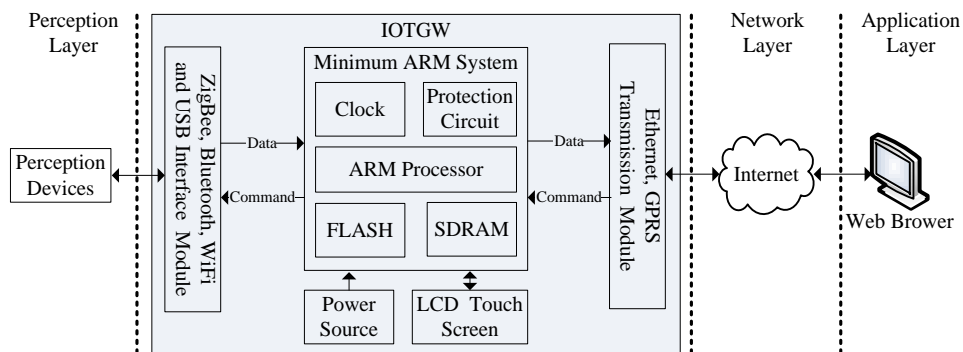 Perception
Layer
IOTGW
Network
Layer
Application
Layer
Perception
Devices
ZigBee, Bluetooth, WiFi
and USB Interface Module
Data
Command
Minimum ARM System
Clock
Protection
Circuit
ARM Processor
FLASH
SDRAM
Power
Source
LCD Touch
Screen
Data
Command
Ethernet, GPRS
Transmission Module
Internet
Web Brower